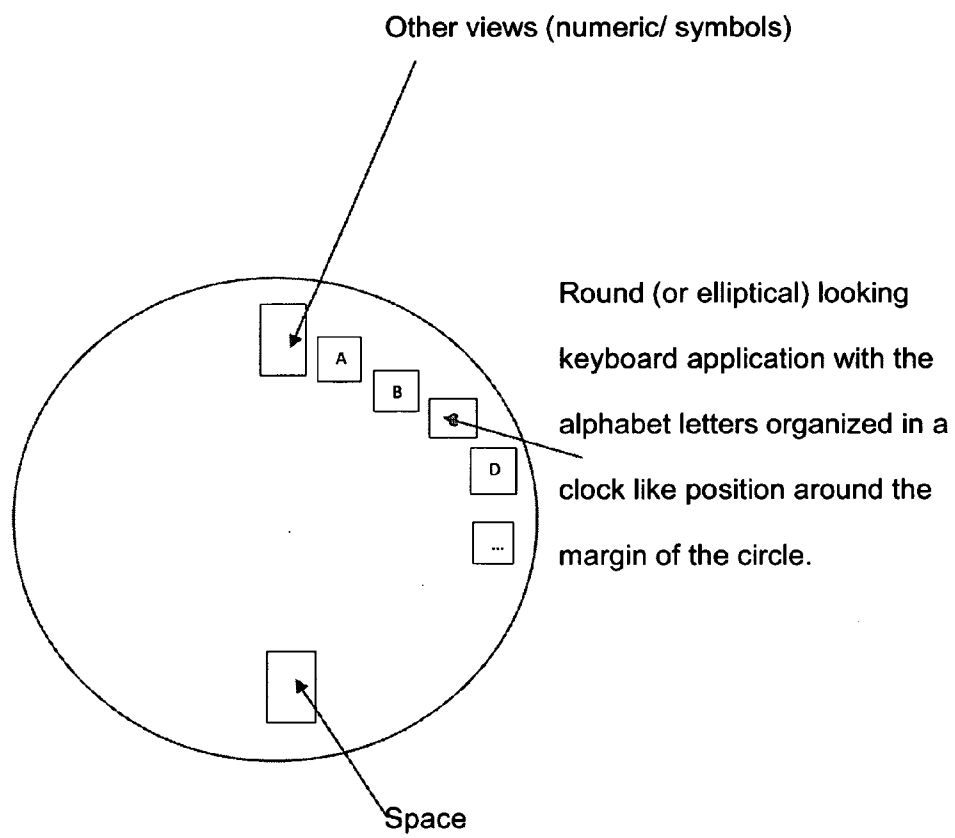 Other views (numeric/ symbols)
A
B
C
D
...
Round (or elliptical) looking
keyboard application with the
alphabet letters organized in a
clock like position around the
margin of the circle.
Space